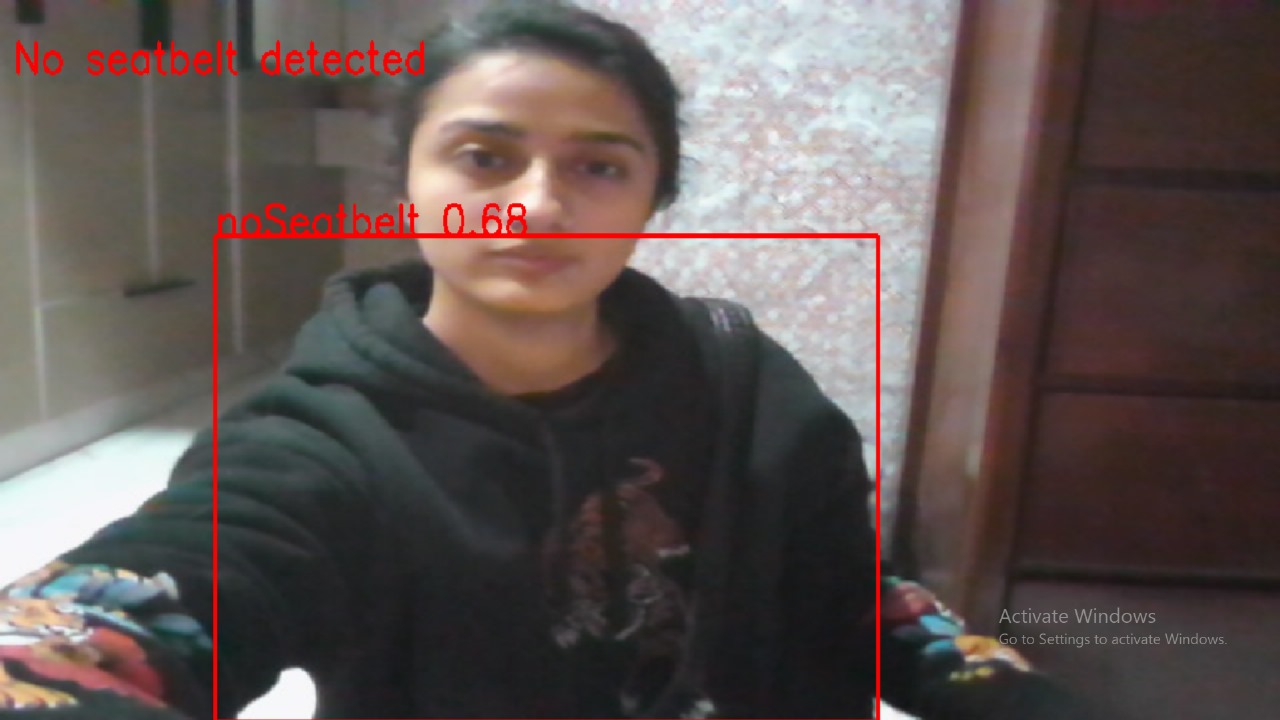 No seatbelt detected
noSeatbelt 0.68
Activate Windows
Go to Settings to activate Windows.